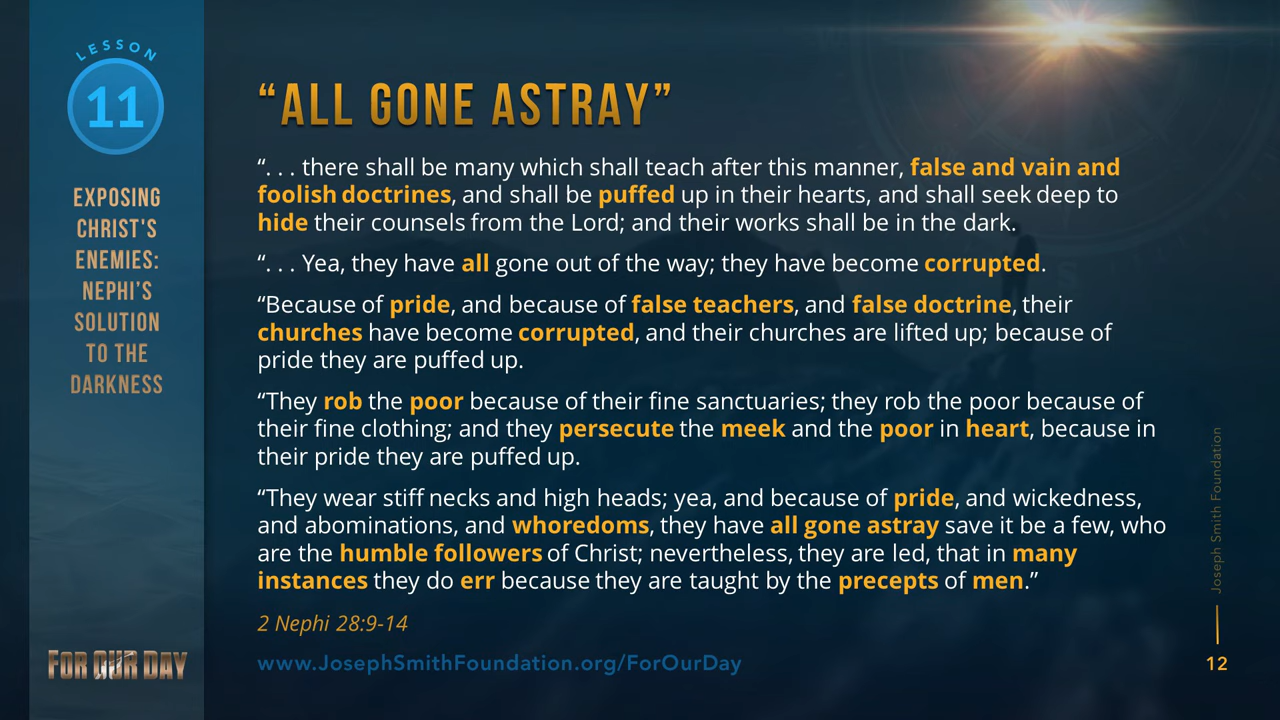 LESSON
11
EXPOSING
CHRIST'S
ENEMIES:
NEPHI'S
SOLUTION
TO THE
DARKNESS
FOR OUR DAY
“ALL GONE ASTRAY”
“. . . there shall be many which shall teach after this manner, false and vain and
foolish doctrines, and shall be puffed up in their hearts, and shall seek deep to
hide their counsels from the Lord; and their works shall be in the dark.
“. . . Yea, they have all gone out of the way; they have become corrupted.
“Because of pride, and because of false teachers, and false doctrine, their
churches have become corrupted, and their churches are lifted up; because of
pride they are puffed up.
“They rob the poor because of their fine sanctuaries; they rob the poor because of
their fine clothing; and they persecute the meek and the poor in heart, because in
their pride they are puffed up.
“They wear stiff necks and high heads; yea, and because of pride, and wickedness,
and abominations, and whoredoms, they have all gone astray save it be a few, who
are the humble followers of Christ; nevertheless, they are led, that in many
instances they do err because they are taught by the precepts of men.”
2 Nephi 28:9-14
www.JosephSmithFoundation.org/ForOurDay
Joseph Smith Foundation
12